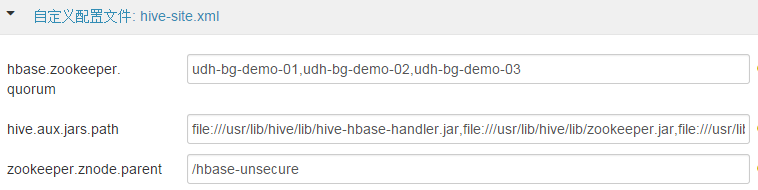 自定义配置文件: hive-site.xml
hbase.zookeeper.
quorum
udh-bg-demo-01,udh-bg-demo-02,udh-bg-demo-03
hive.aux.jars.path
file:///usr/lib/hive/lib/hive-hbase-handler.jar,file:///usr/lib/hive/lib/zookeeper.jar,file:///usr/lib
zookeeper.znode.parent
/hbase-unsecure